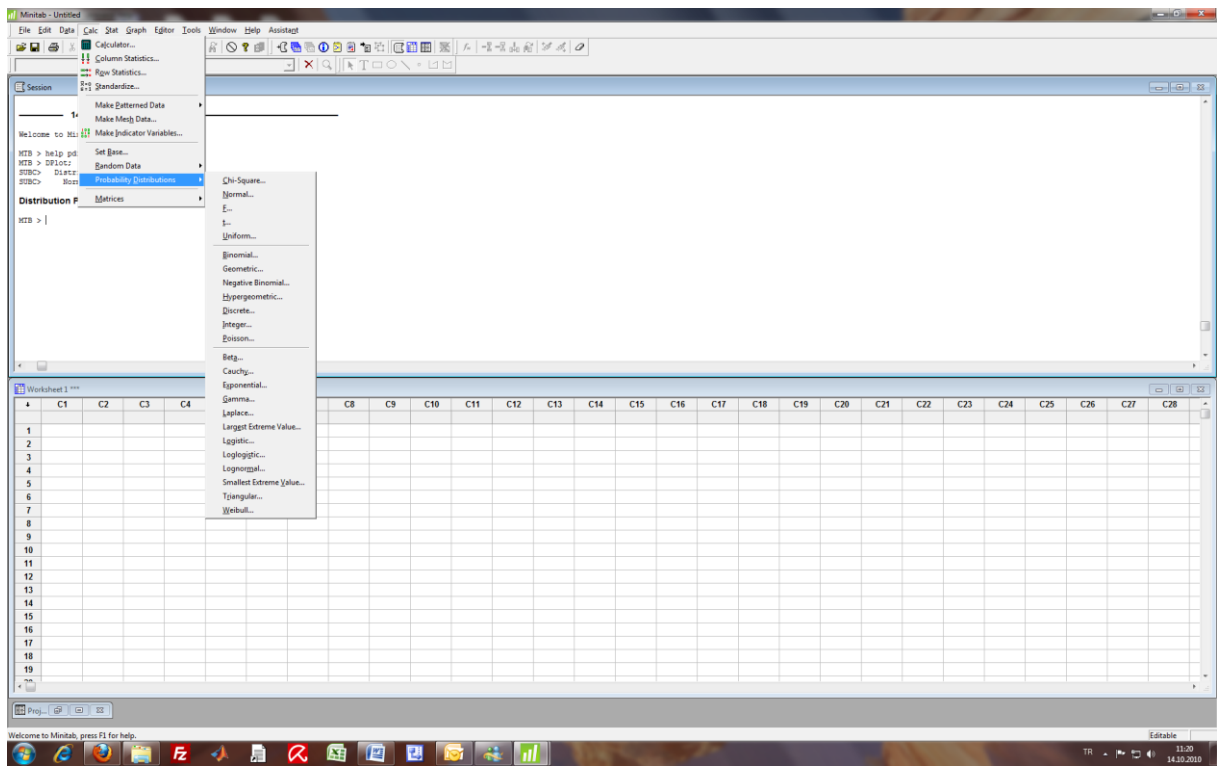 Minitab - Untitled
File Edit Data Calc Stat Graph Editor Tools Window Help Assistant
Calculator...
Column Statistics...
Row Statistics...
Standardize...
Make Patterned Data
Make Mesh Data...
Make Indicator Variables...
Set Base...
Random Data
Probability Distributions
Matrices
Chi-Square...
Normal...
F...
t...
Uniform...
Binomial...
Geometric...
Negative Binomial...
Hypergeometric...
Discrete...
Integer...
Poisson...
Beta...
Cauchy...
Exponential...
Gamma...
Laplace...
Largest Extreme Value...
Logistic...
Loglogistic...
Lognormal...
Smallest Extreme Value...
Triangular...
Weibull...
Session
Welcome to
MTB > help
MTB > DPlot;
SUBC>
SUBC>
Distribution
MTB >
Worksheet 1 ***
C1 C2 C3 C4 C8 C9 C10 C11 C12 C13 C14 C15 C16 C17 C18 C19 C20 C21 C22 C23 C24 C25 C26 C27 C28
1
2
3
4
5
6
7
8
9
10
11
12
13
14
15
16
17
18
19
Proj...
Welcome to Minitab, press F1 for help.
Editable
TR
11:20
14.10.2010